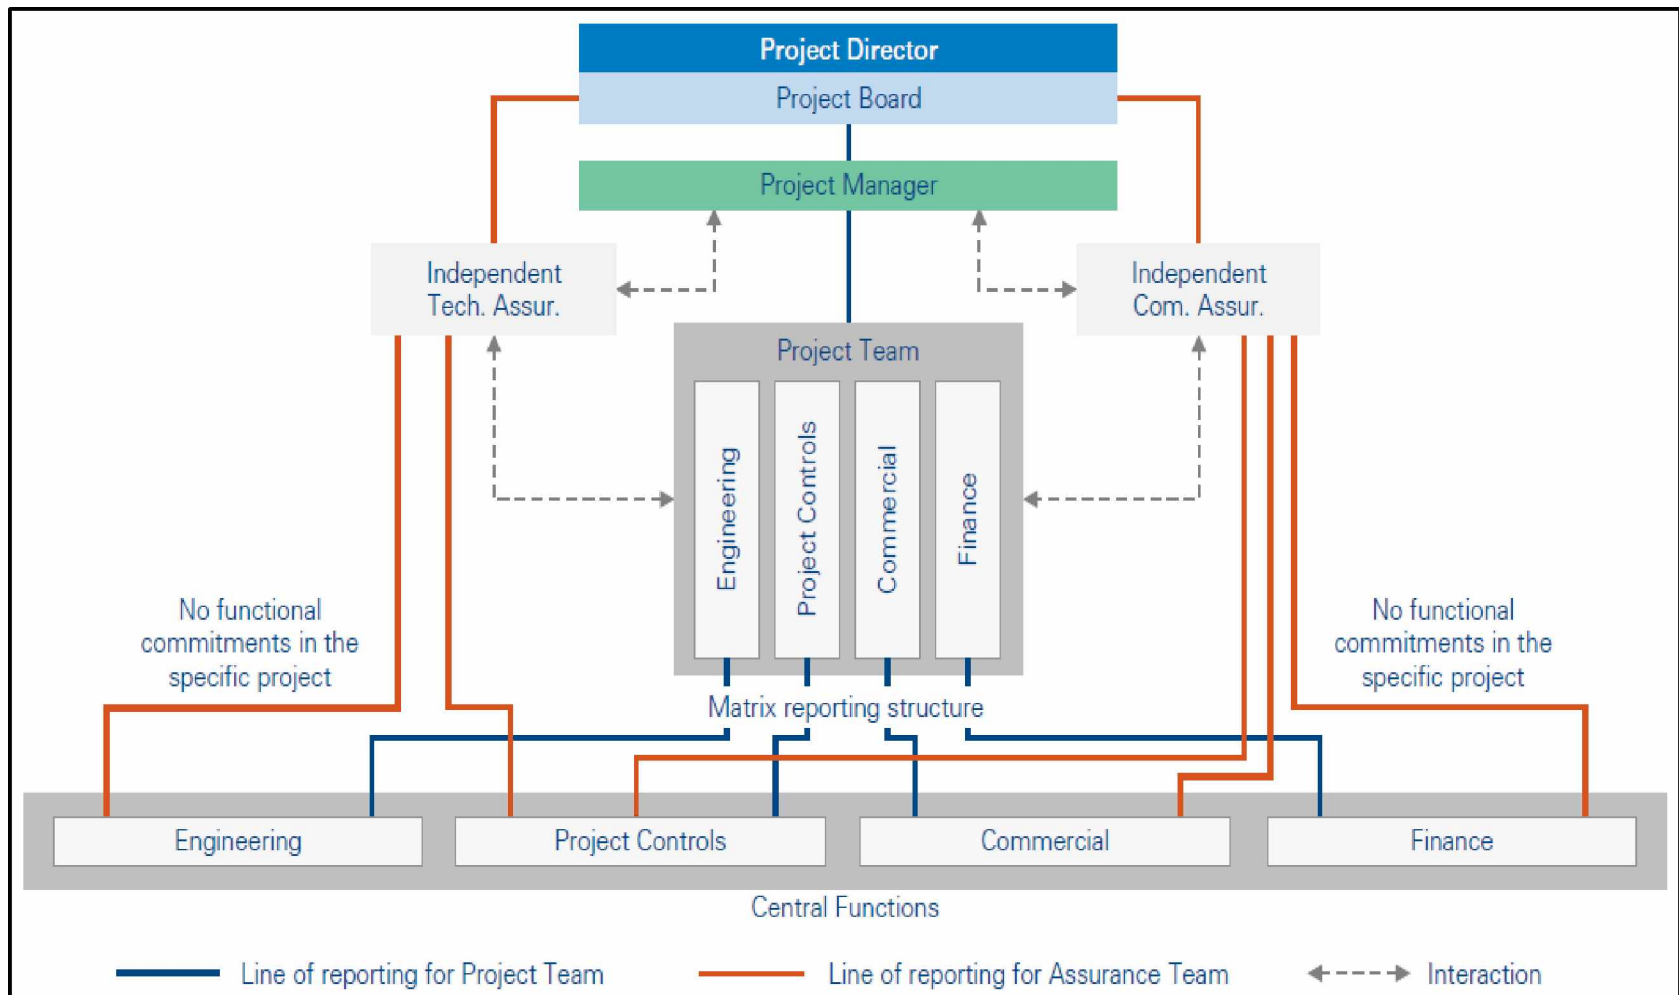 Project Director
Project Board
Project Manager
Independent
Tech. Assur.
Independent
Com. Assur.
Project Team
Engineering
Project Controls
Commercial
Finance
No functional
commitments in the
specific project
No functional
commitments in the
specific project
Matrix reporting structure
Engineering
Project Controls
Commercial
Finance
Central Functions
Line of reporting for Project Team
Line of reporting for Assurance Team
Interaction